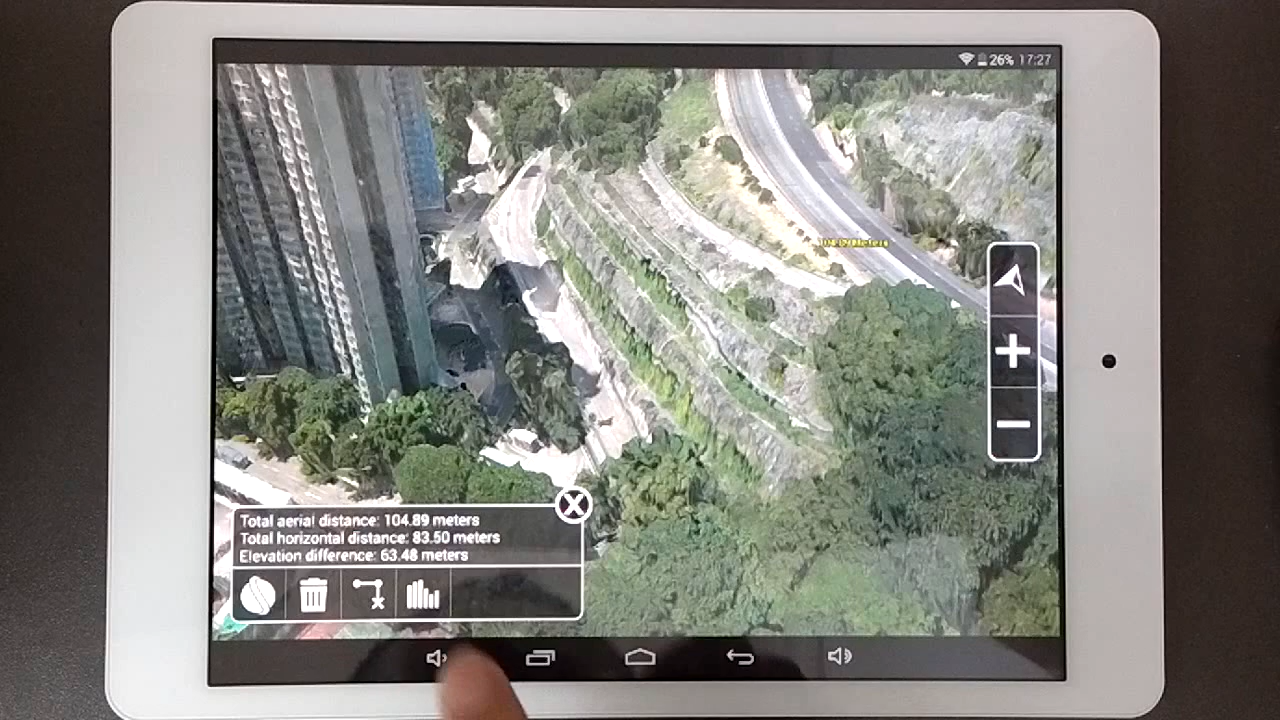 26% 17:27
Total aerial distance: 104.89 meters
Total horizontal distance: 83.50 meters
Elevation difference: 63.48 meters